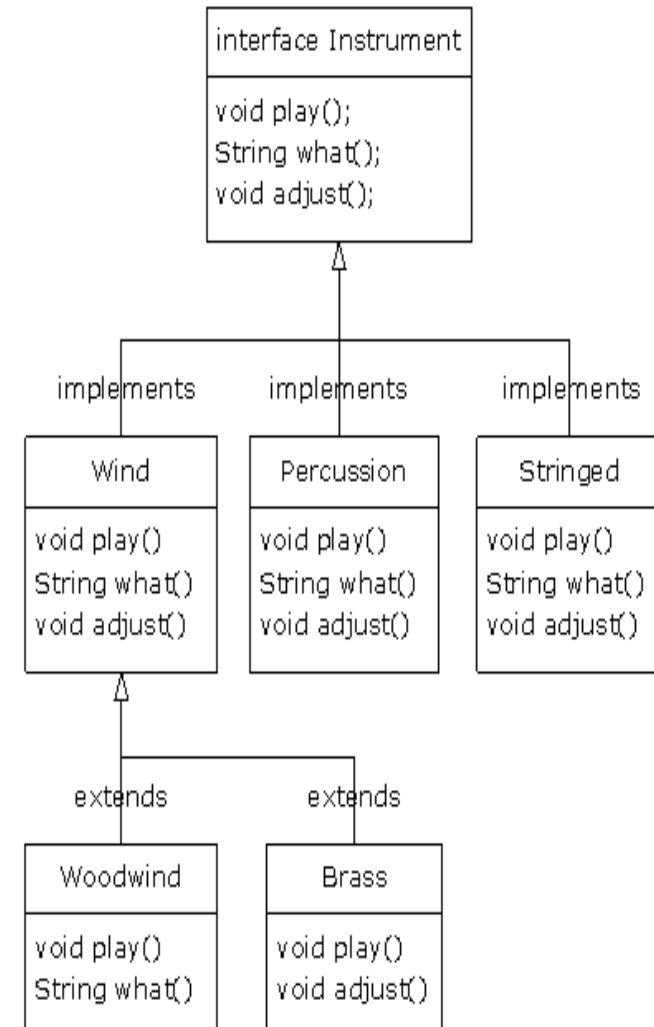 interface Instrument
void play();
String what();
void adjust();
implements
implements
implements
Wind
void play()
String what()
void adjust()
Percussion
void play()
String what()
void adjust()
Stringed
void play()
String what()
void adjust()
extends
extends
Woodwind
void play()
String what()
Brass
void play()
void adjust()